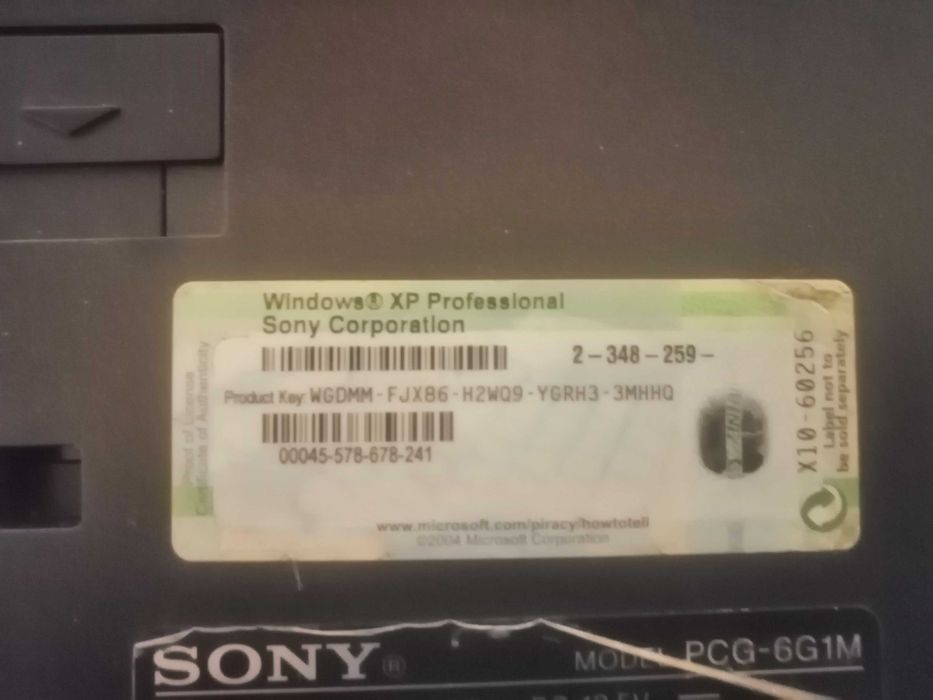 Windows® XP Professional
Sony Corporation
2-348-259-
Product Key: WGDMM-FJX86-H2WQ9-YGRH3-3MHHQ
00045-578-678-241
www.microsoft.com/piracy/howtotell
©2004 Microsoft Corporation
Proof of License
Certificate of Authenticity
X10-60256
Label not to
be sold separately
SONY®
MODEL PCG-6G1M